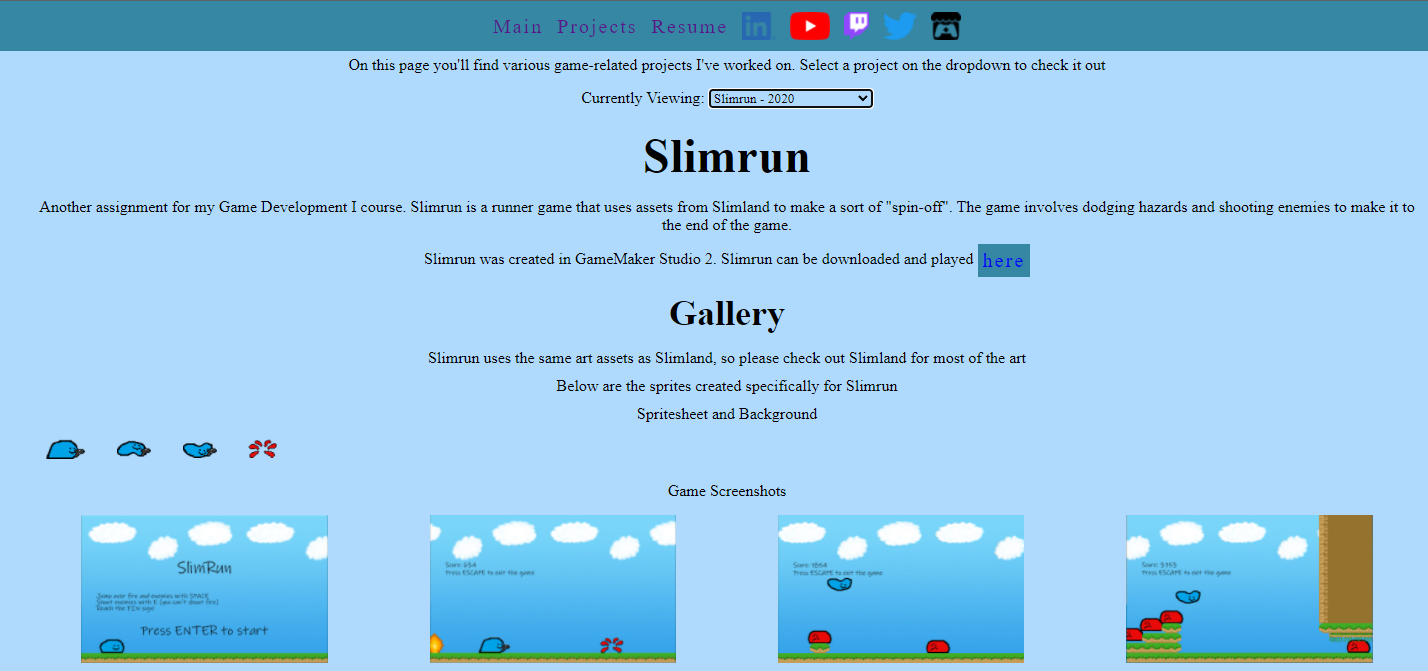 Main Projects Resume in
On this page you'll find various game-related projects I've worked on. Select a project on the dropdown to check it out
Currently Viewing: Slimrun - 2020
Slimrun
Another assignment for my Game Development I course. Slimrun is a runner game that uses assets from Slimland to make a sort of "spin-off". The game involves dodging hazards and shooting enemies to make it to
the end of the game.
Slimrun was created in GameMaker Studio 2. Slimrun can be downloaded and played here
Gallery
Slimrun uses the same art assets as Slimland, so please check out Slimland for most of the art
Below are the sprites created specifically for Slimrun
Spritesheet and Background
Game Screenshots
SlimRun
Jump over fire and enemies with SPACE
Shoot enemies with E (you can't shoot fire)
Reach the FIN sign
Press ENTER to start
Score: 654
Press ESCAPE to exit the game
Score: 1864
Press ESCAPE to exit the game
Score: 5353
Press ESCAPE to exit the game